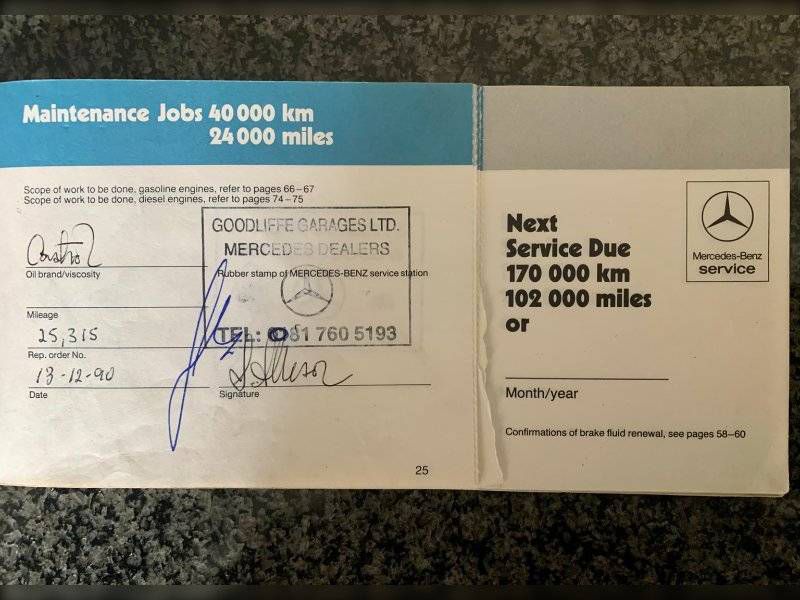 Maintenance Jobs 40 000 km
24 000 miles
Scope of work to be done, gasoline engines, refer to pages 66–67
Scope of work to be done, diesel engines, refer to pages 74–75
Castrol
Oil brand/viscosity
Mileage
25,315
Rep. order No.
13-12-90
Date
GOODLIFFE GARAGES LTD.
MERCEDES DEALERS
Rubber stamp of MERCEDES-BENZ service station
TEL: 081 760 5193
Signature
25
Next
Service Due
170 000 km
102 000 miles
or
Month/year
Confirmations of brake fluid renewal, see pages 58–60
Mercedes-Benz
service